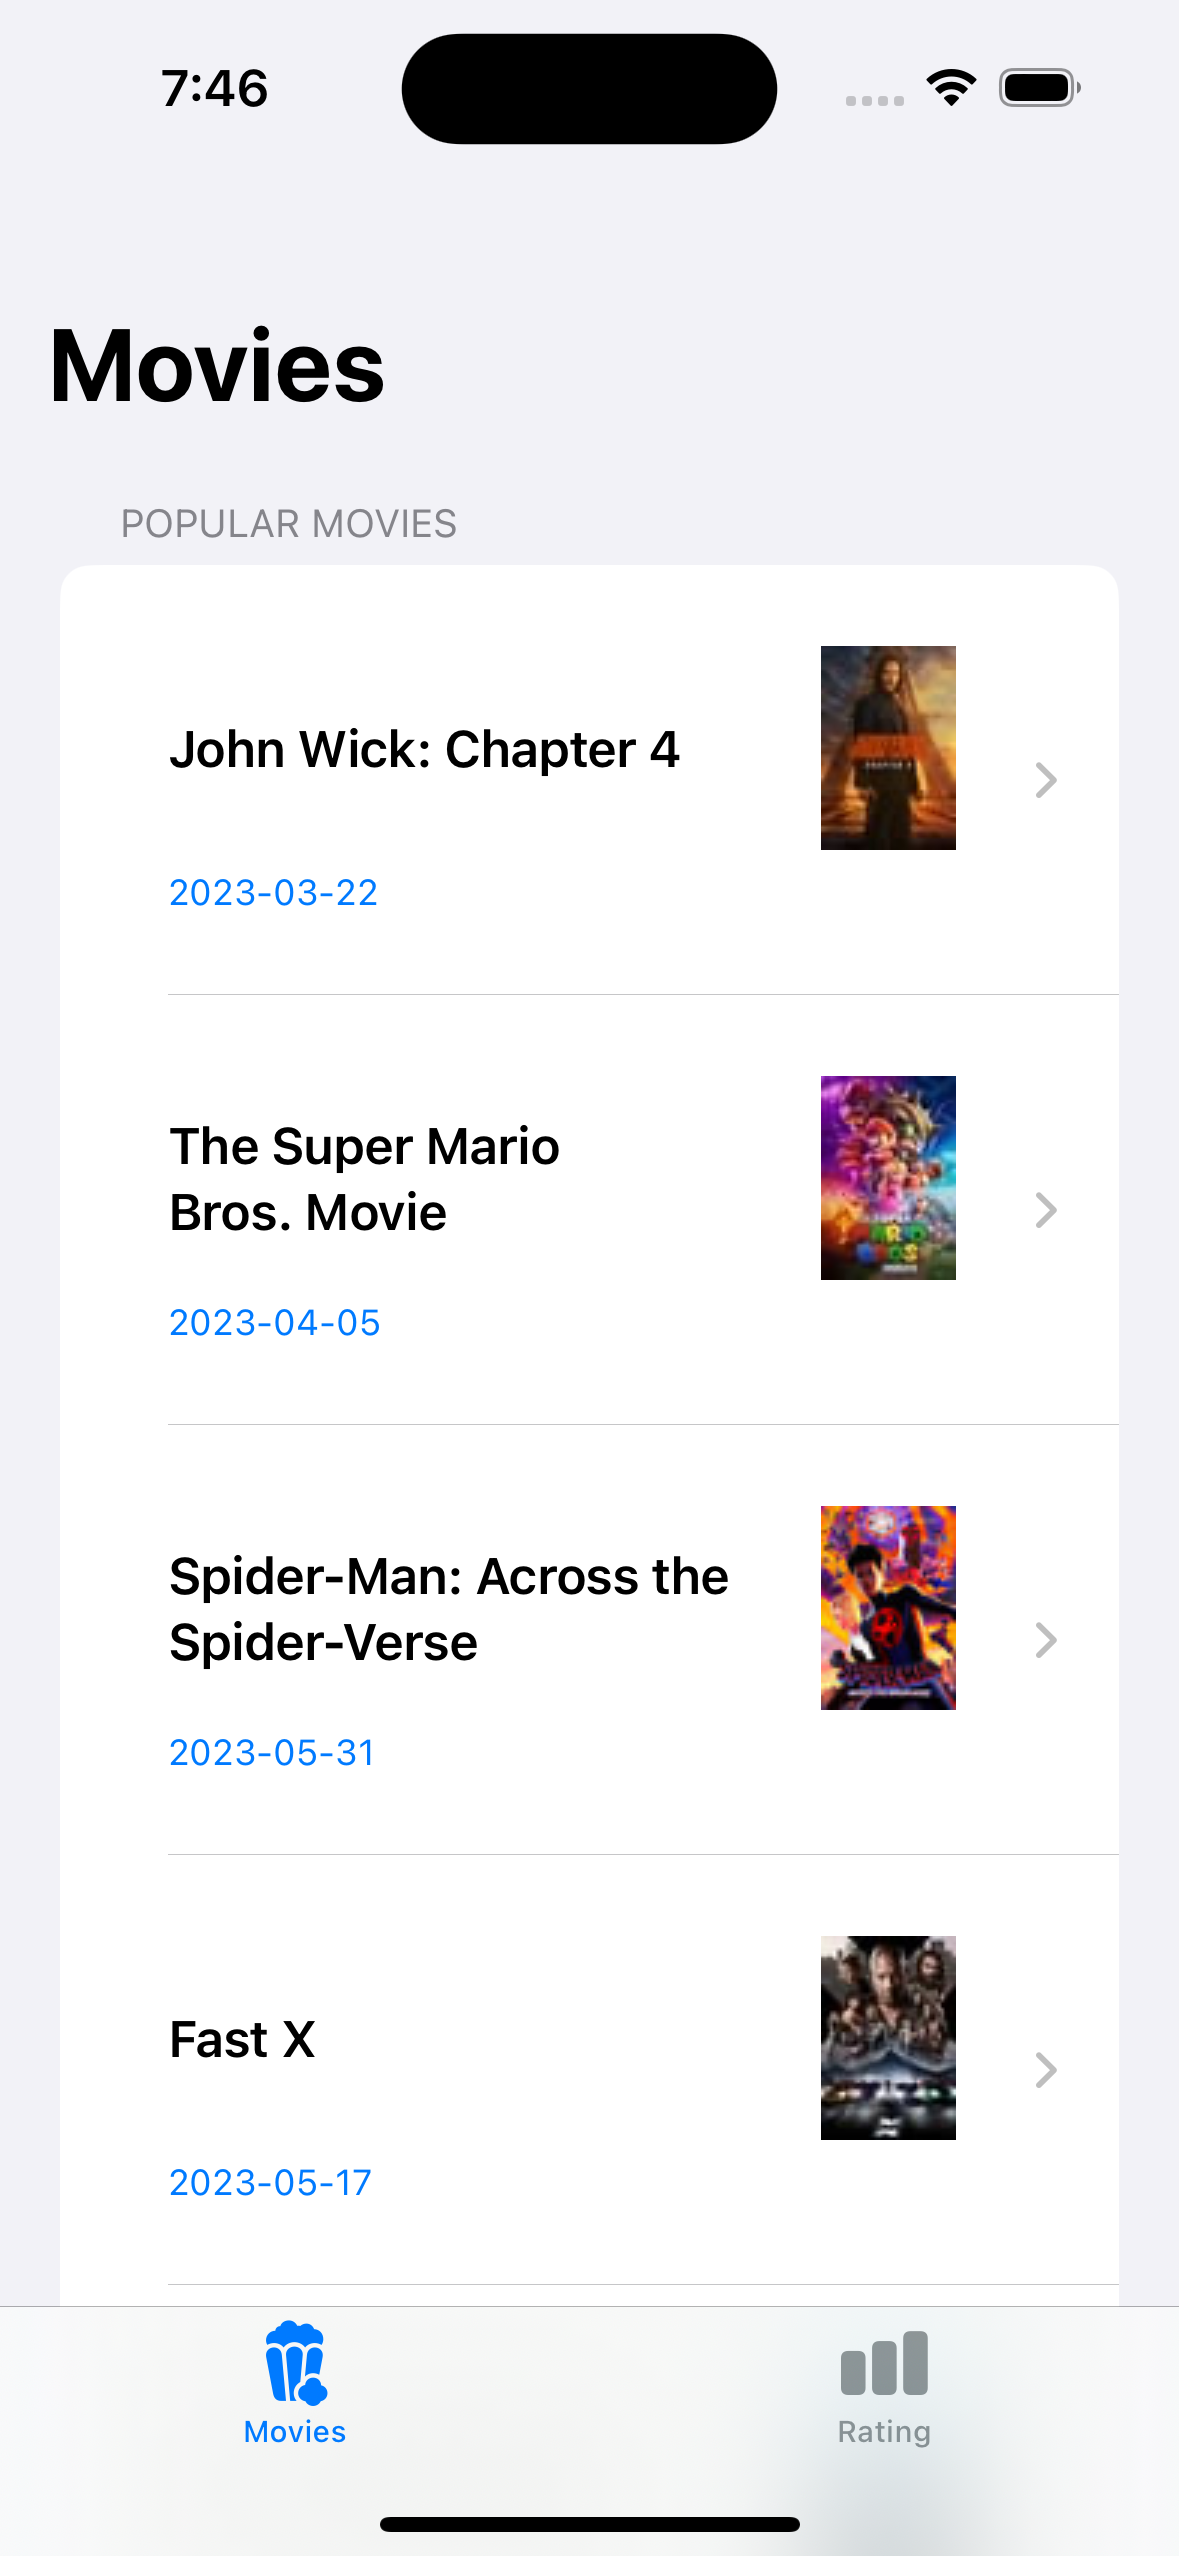 7:46
Movies
POPULAR MOVIES
John Wick: Chapter 4
2023-03-22
The Super Mario
Bros. Movie
2023-04-05
Spider-Man: Across the
Spider-Verse
2023-05-31
Fast X
2023-05-17
Movies
Rating